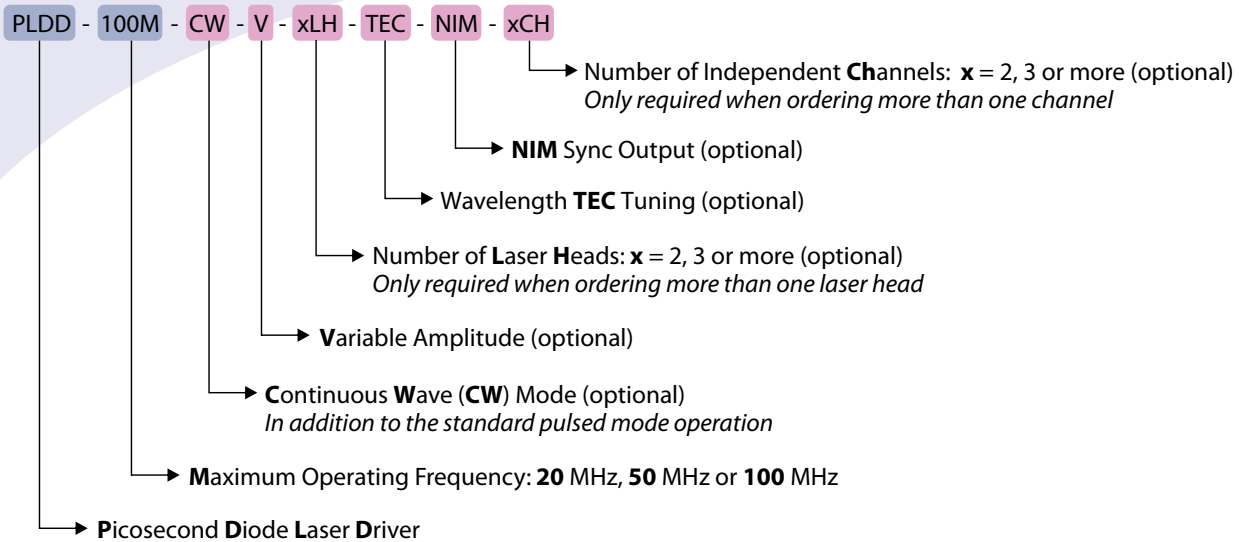 PLDD - 100M - CW - V - xLH - TEC - NIM - xCH
Number of Independent Channels: x = 2, 3 or more (optional)
Only required when ordering more than one channel
NIM Sync Output (optional)
Wavelength TEC Tuning (optional)
Number of Laser Heads: x = 2, 3 or more (optional)
Only required when ordering more than one laser head
Variable Amplitude (optional)
Continuous Wave (CW) Mode (optional)
In addition to the standard pulsed mode operation
Maximum Operating Frequency: 20 MHz, 50 MHz or 100 MHz
Picosecond Diode Laser Driver